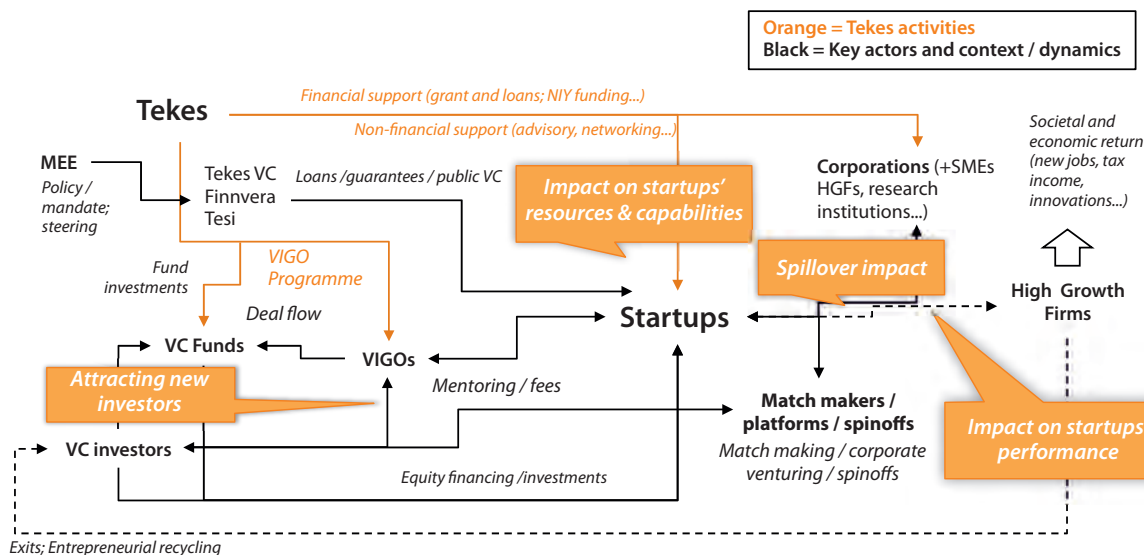 Orange = Tekes activities
Black = Key actors and context / dynamics
Tekes
Financial support (grant and loans; NIY funding...)
Non-financial support (advisory, networking...)
Societal and
economic return
(new jobs, tax
income,
innovations...)
MEE
Policy /
mandate;
steering
Tekes VC
Finnvera
Tesi
Loans /guarantees / public VC
Impact on startups’
resources & capabilities
Corporations (+SMEs
HGFs, research
institutions...)
Fund
investments
VIGO
Programme
Spillover impact
High Growth
Firms
Deal flow
Startups
VC Funds
VIGOs
Attracting new
investors
Mentoring / fees
Match makers /
platforms / spinoffs
Match making / corporate
venturing / spinoffs
Impact on startups
performance
VC investors
Equity financing /investments
Exits; Entrepreneurial recycling